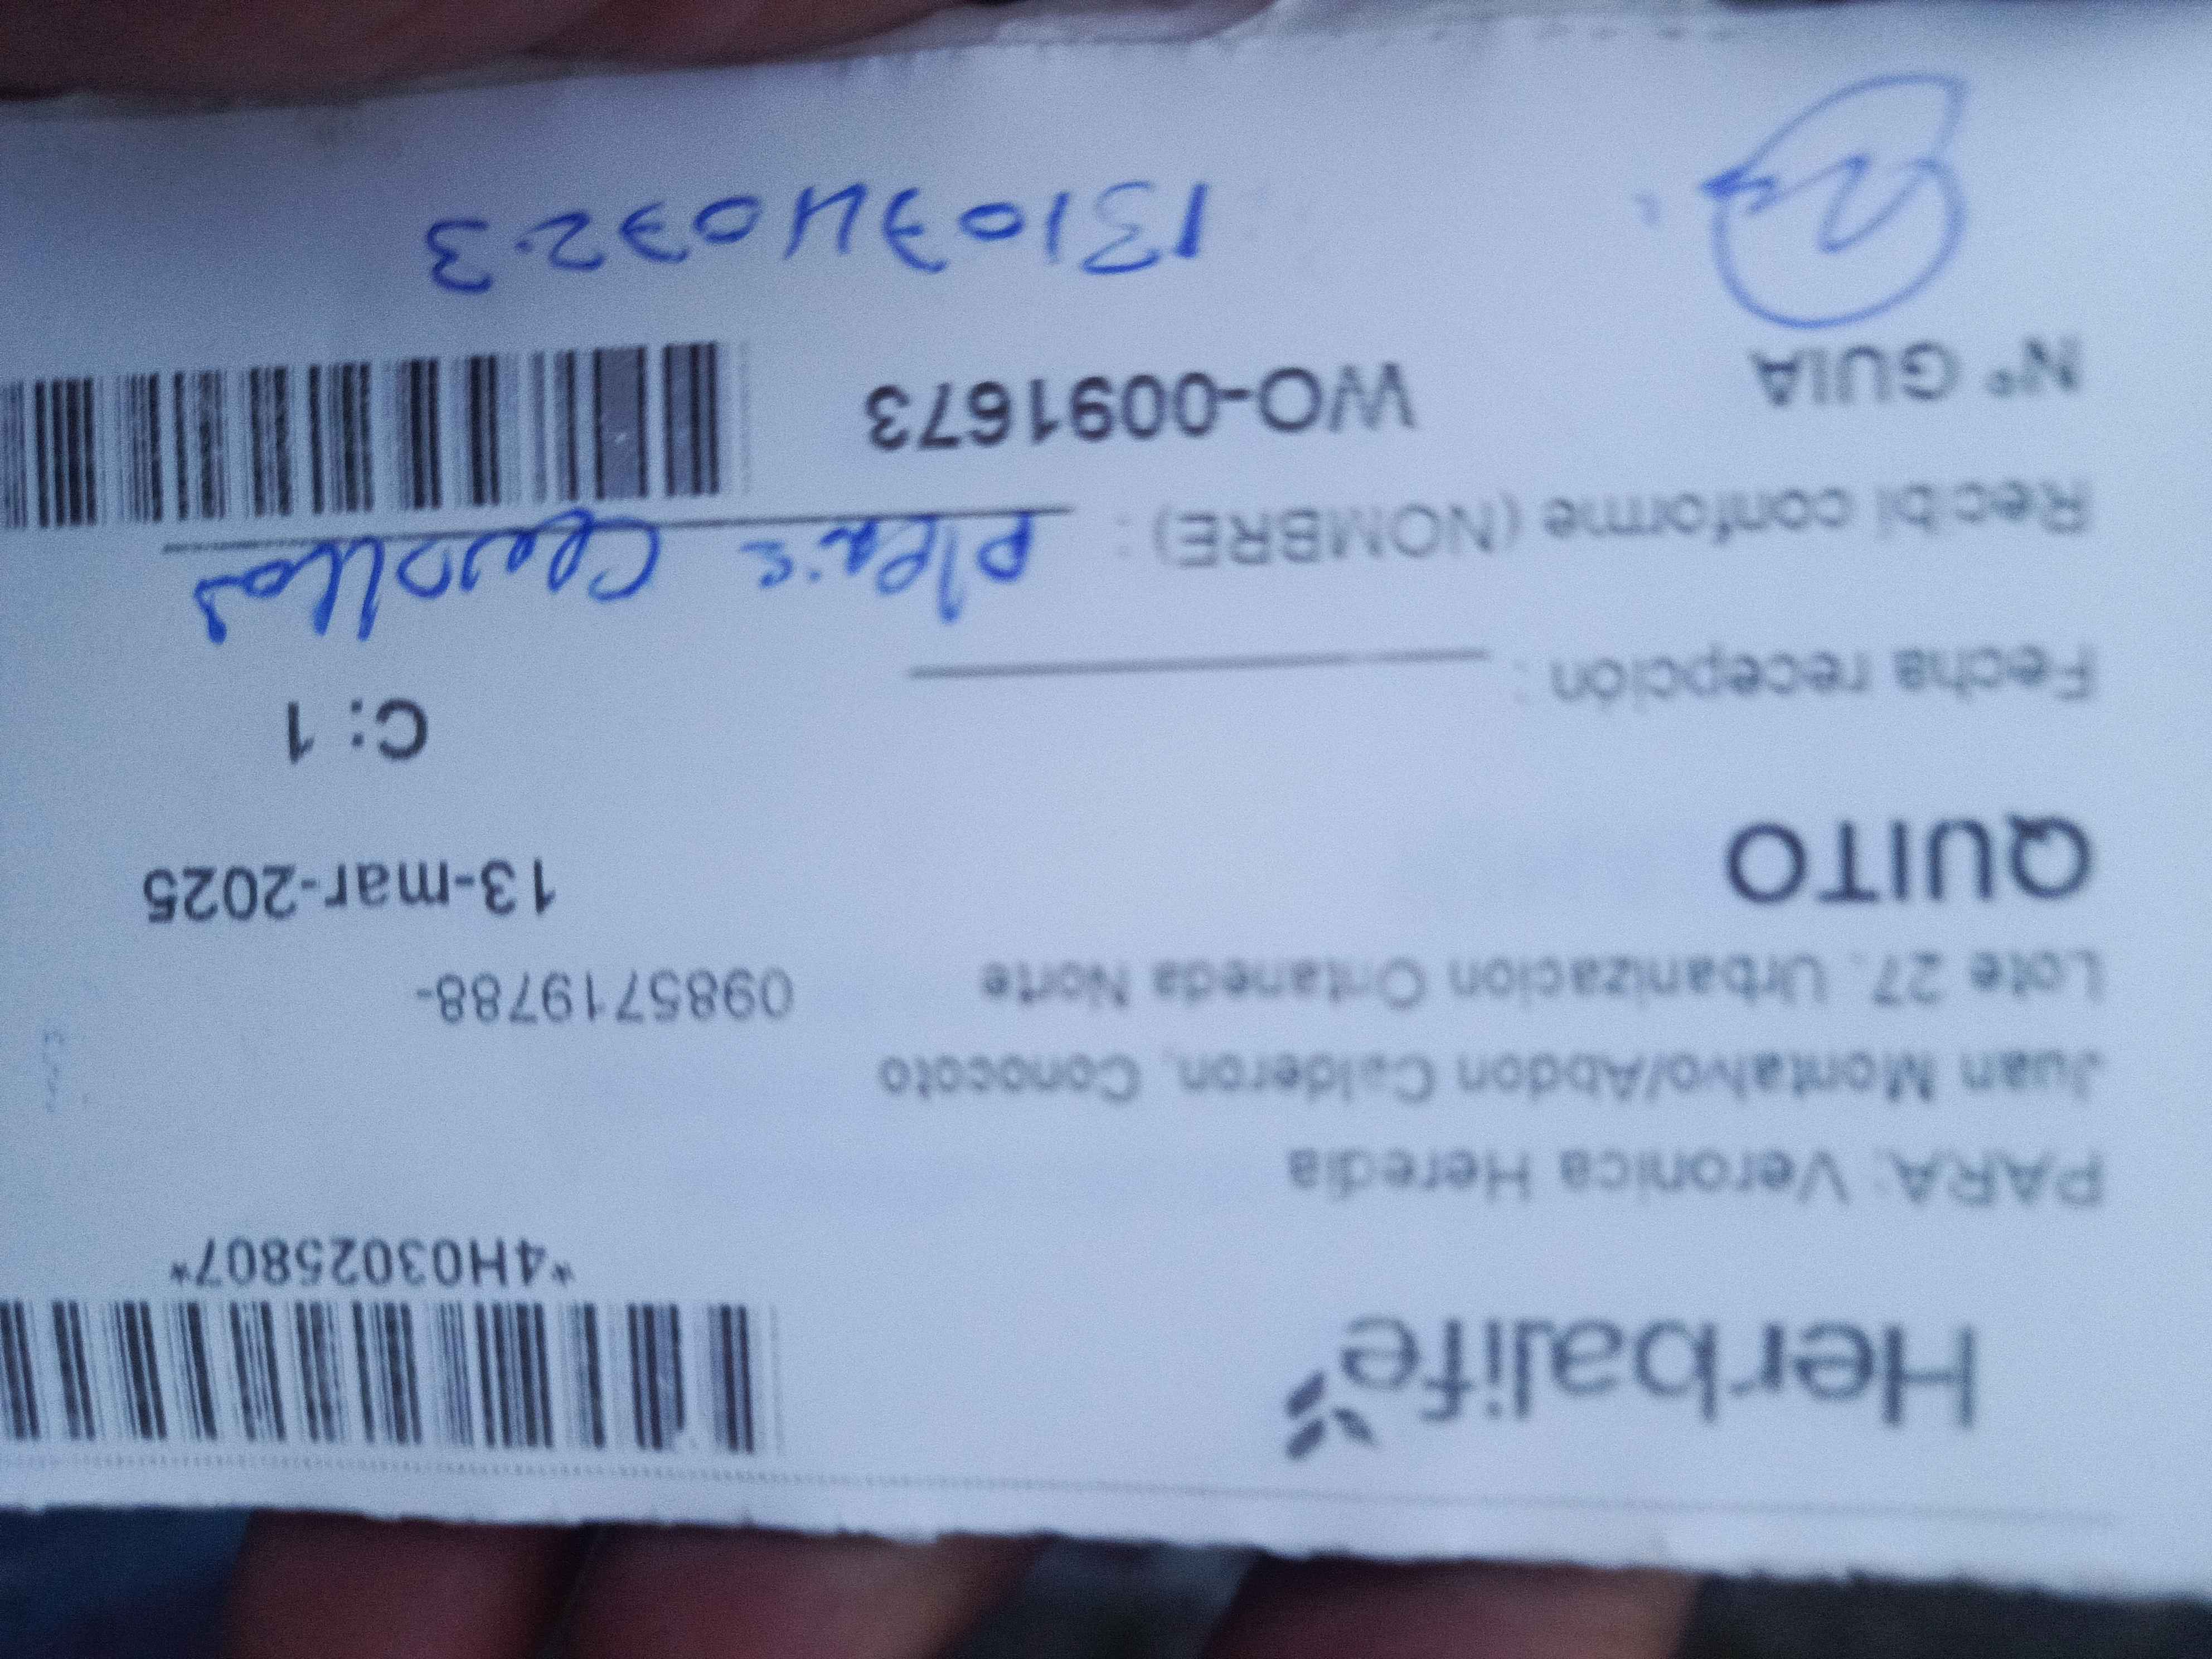 Herbalife
*4H03025807*
PARA: Veronica Heredia
Juan Montalvo/Abdon Calderon, Conocoto
Lote 27. Urbanizacion Ontaneda Norte 0985719788-
QUITO 13-mar-2025
C: 1
Fecha recepción :
Recibí conforme (NOMBRE) :
Nº GUIA WO-0091673
131074072-3